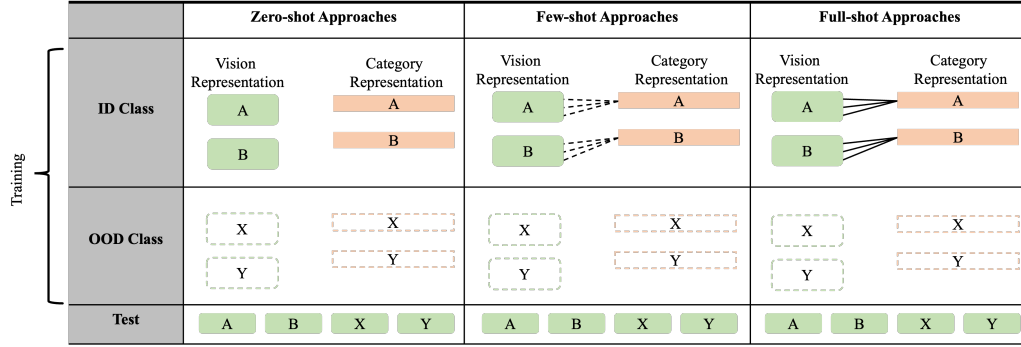 Zero-shot Approaches Few-shot Approaches Full-shot Approaches
Training
ID Class
Vision Representation
Category Representation
A A
B B
Vision Representation
Category Representation
A A
B B
Vision Representation
Category Representation
A A
B B
OOD Class
X X
Y Y
X X
Y Y
X X
Y Y
Test
A B X Y
A B X Y
A B X Y